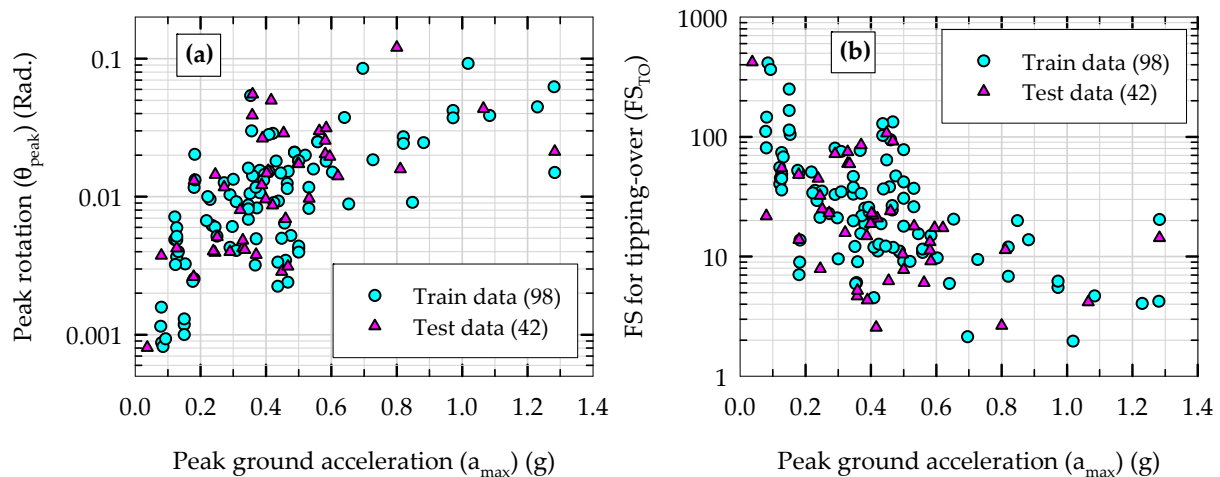 (a)
0.1
0.01
0.001
Peak rotation (θpeak) (Rad.)
Train data (98)
Test data (42)
0.0 0.2 0.4 0.6 0.8 1.0 1.2 1.4
Peak ground acceleration (amax) (g)
(b)
1000
100
10
1
FS for tipping-over (FSTO)
Train data (98)
Test data (42)
0.0 0.2 0.4 0.6 0.8 1.0 1.2 1.4
Peak ground acceleration (amax) (g)